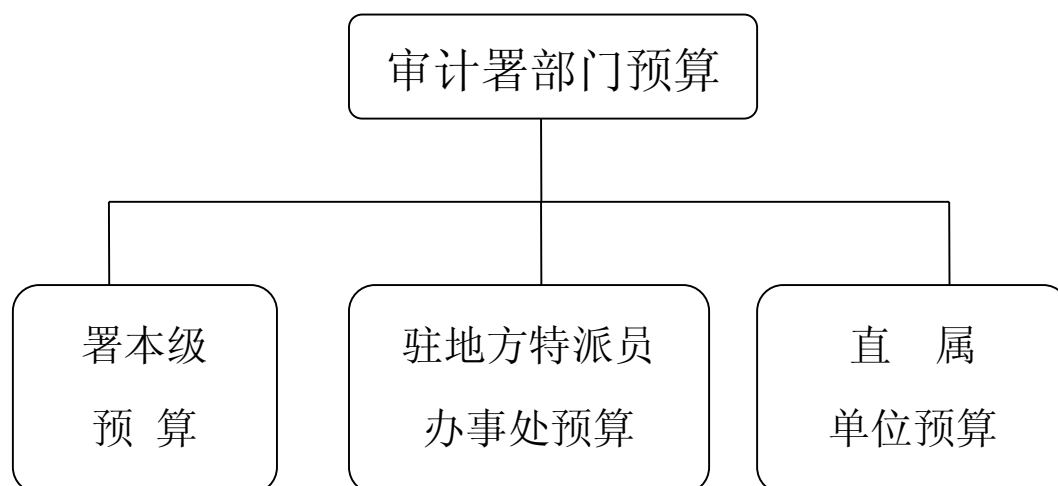 审计署部门预算
署本级
预 算
驻地方特派员
办事处预算
直 属
单位预算